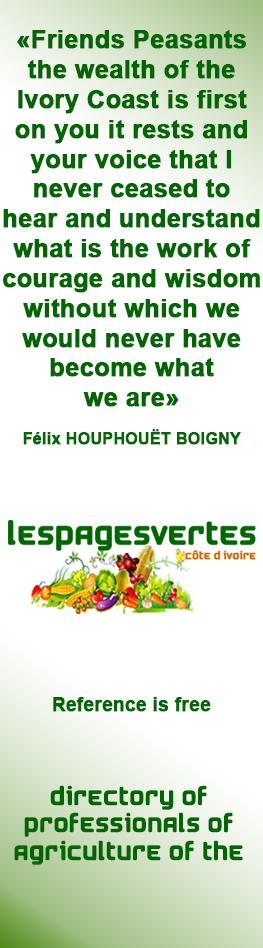 «Friends Peasants
the wealth of the
Ivory Coast is first
on you it rests and
your voice that I
never ceased to
hear and understand
what is the work of
courage and wisdom
without which we
would never have
become what
we are»
Félix HOUPHOUËT BOIGNY
LESPAGESVERTES
CÔTE D IVOIRE
Reference is free
directory of
professionals of
agriculture of the